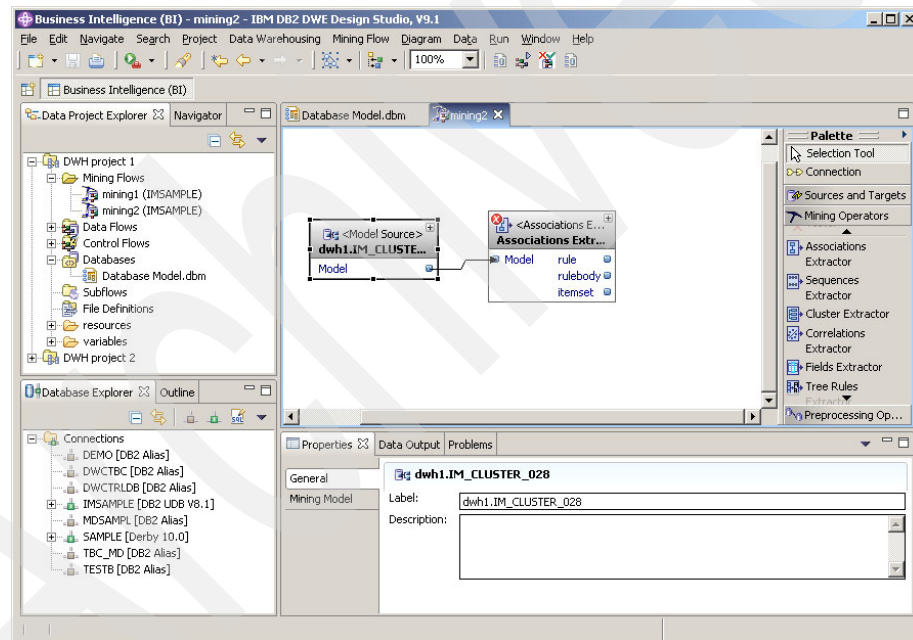 Business Intelligence (BI) - mining2 - IBM DB2 DWE Design Studio, V9.1
File Edit Navigate Search Project Data Warehousing Mining Flow Diagram Data Run Window Help
100%
Business Intelligence (BI)
Data Project Explorer Navigator
DWH project 1
Mining Flows
mining1 (IMSAMPLE)
mining2 (IMSAMPLE)
Data Flows
Control Flows
Databases
Database Model.dbm
Subflows
File Definitions
resources
variables
DWH project 2
Database Model.dbm mining2
<Model Source>
dwh1.IM_CLUSTE...
Model
<Associations E...
Associations Extr...
Model rule
rulebody
itemset
Palette
Selection Tool
Connection
Sources and Targets
Mining Operators
Associations
Extractor
Sequences
Extractor
Cluster Extractor
Correlations
Extractor
Fields Extractor
Tree Rules
Extractor
Preprocessing Op...
Database Explorer Outline
Connections
DEMO [DB2 Alias]
DWCTBC [DB2 Alias]
DWCTRLDB [DB2 Alias]
IMSAMPLE [DB2 UDB V8.1]
MDSAMPL [DB2 Alias]
SAMPLE [Derby 10.0]
TBC_MD [DB2 Alias]
TESTB [DB2 Alias]
Properties Data Output Problems
General
Mining Model
dwh1.IM_CLUSTER_028
Label: dwh1.IM_CLUSTER_028
Description: